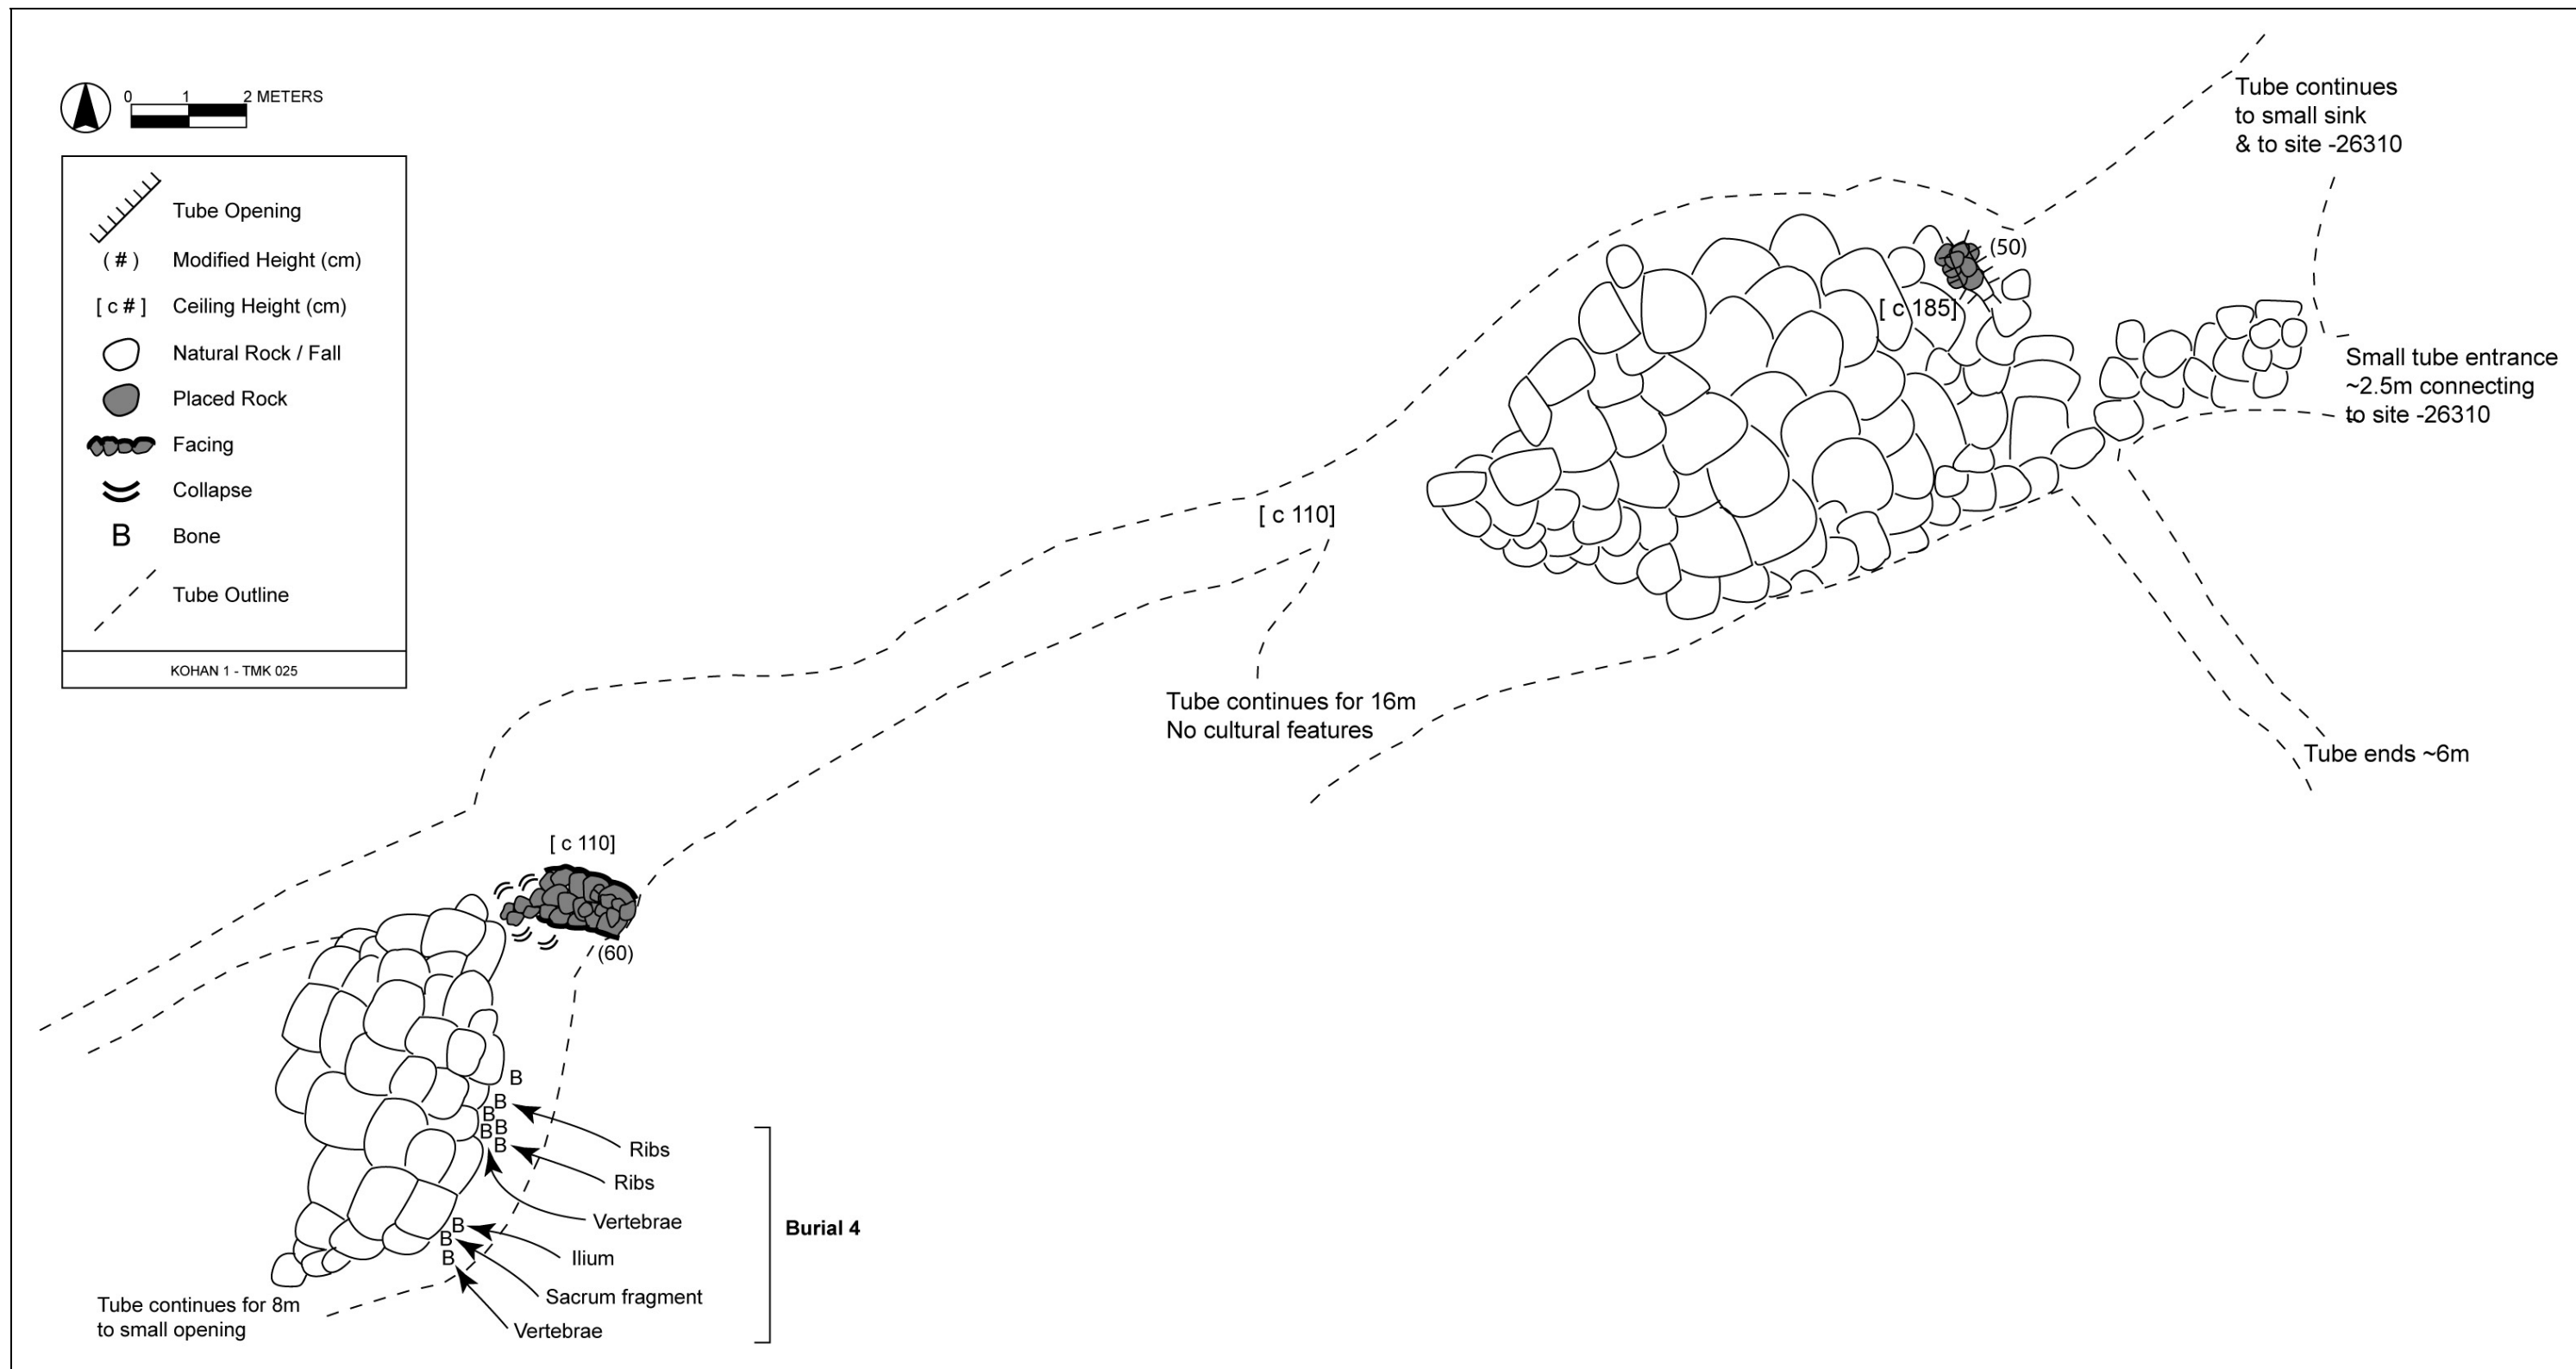 0 1 2 METERS
Tube Opening
( # ) Modified Height (cm)
[ c # ] Ceiling Height (cm)
Natural Rock / Fall
Placed Rock
Facing
Collapse
B Bone
Tube Outline
KOHAN 1 - TMK 025
Tube continues
to small sink
& to site -26310
(50)
[ c 185]
Small tube entrance
~2.5m connecting
to site -26310
[ c 110]
Tube continues for 16m
No cultural features
Tube ends ~6m
[ c 110]
(60)
B
B
B
B B
B
Ribs
Ribs
Vertebrae
B
B
B
Ilium
Sacrum fragment
Vertebrae
Burial 4
Tube continues for 8m
to small opening